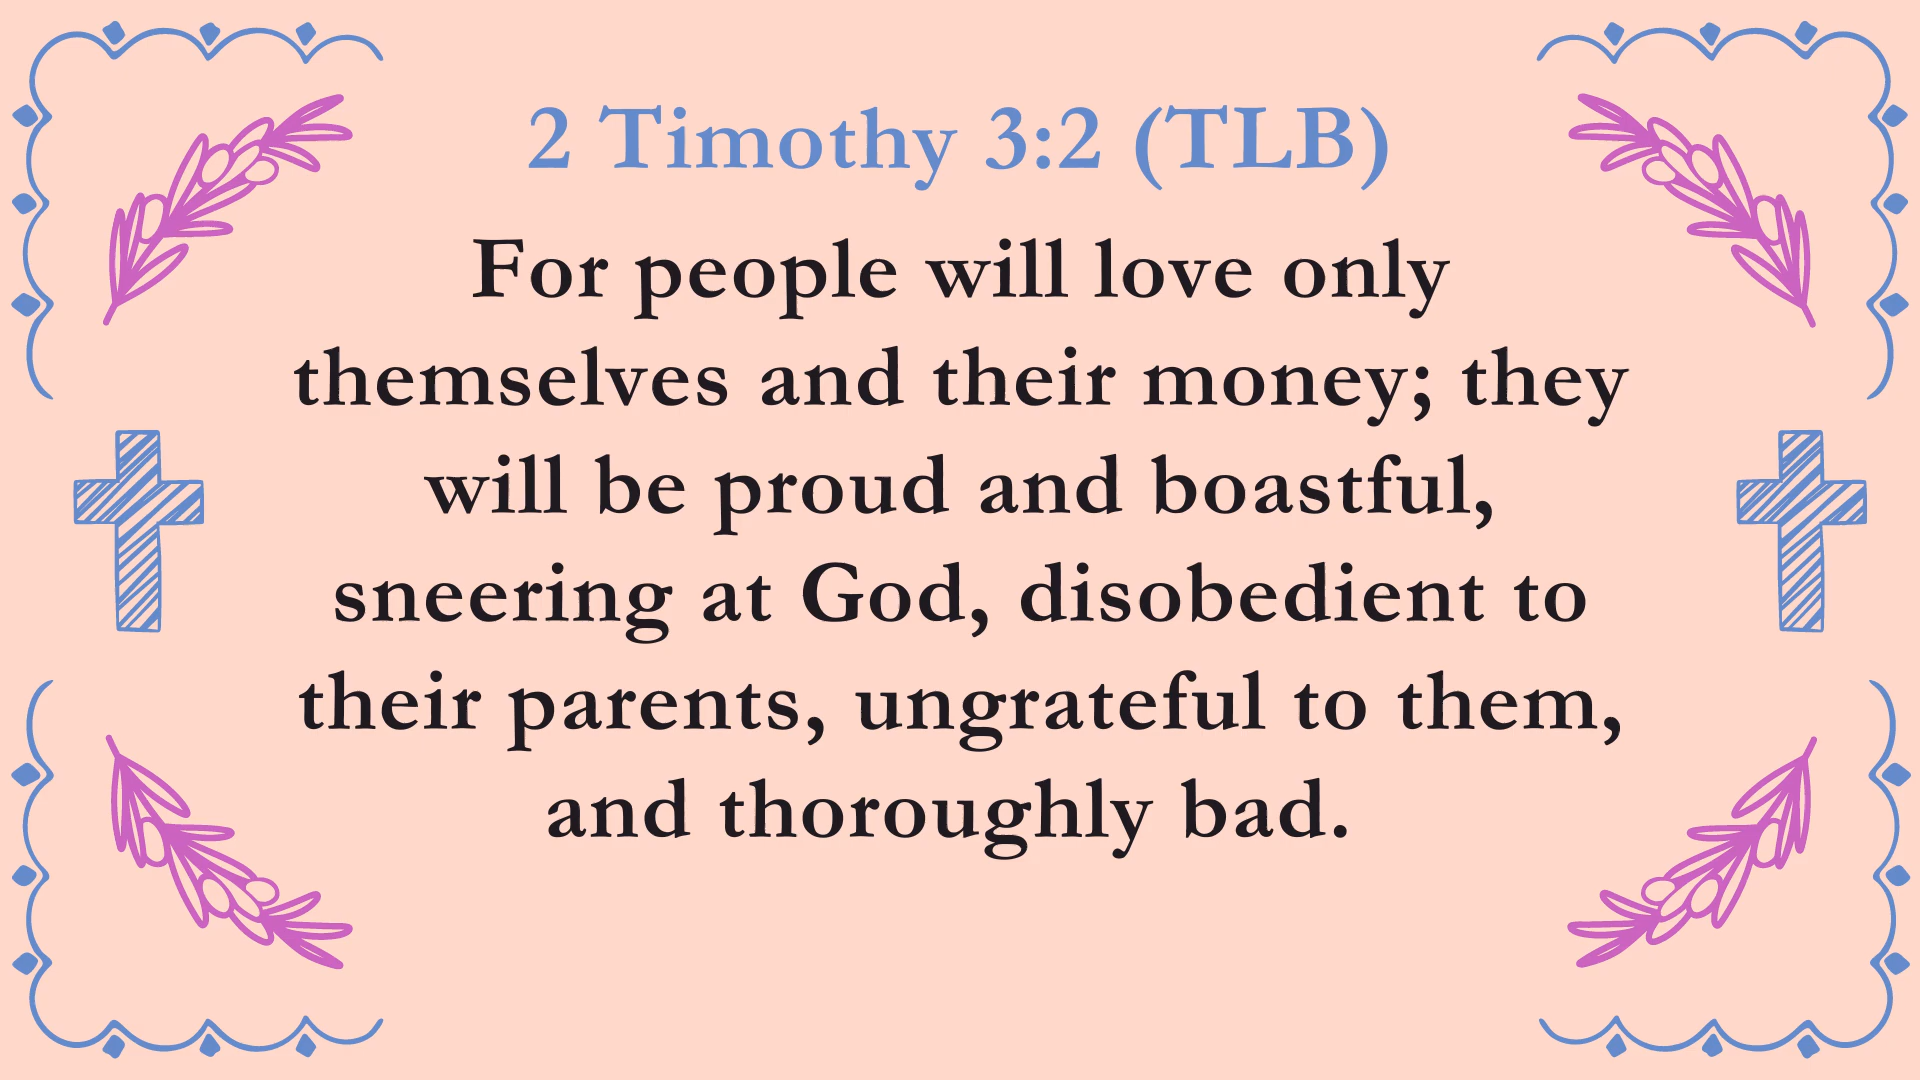 2 Timothy 3:2 (TLB)
For people will love only
themselves and their money; they
will be proud and boastful,
sneering at God, disobedient to
their parents, ungrateful to them,
and thoroughly bad.